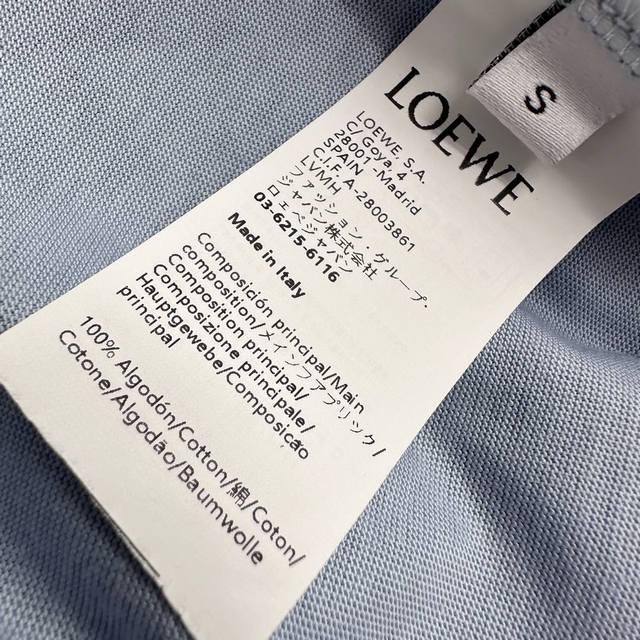 S
LOEWE
LOEWE, S.A.
C/Goya, 4
28001 - Madrid
SPAIN
C.I.F. A-28003861
LVMH
ファッション・グループ・
ジャパン株式会社
ロエベジャパン
03-6215-6116
Made in Italy
Composición principal/Main
composition/メインファブリック/
Composition principal/
Composizione principale/
Hauptgewebe/Composição
principal
100% Algodón/Cotton/綿/Coton/
Cotone/Algodão/Baumwolle